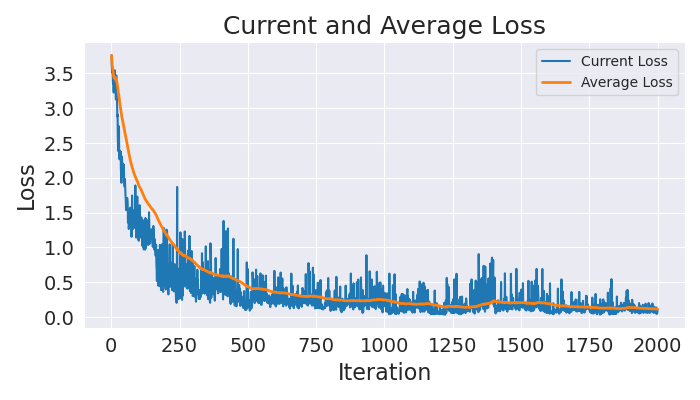 Current and Average Loss
Current Loss
Average Loss
Loss
3.5
3.0
2.5
2.0
1.5
1.0
0.5
0.0
0 250 500 750 1000 1250 1500 1750 2000
Iteration